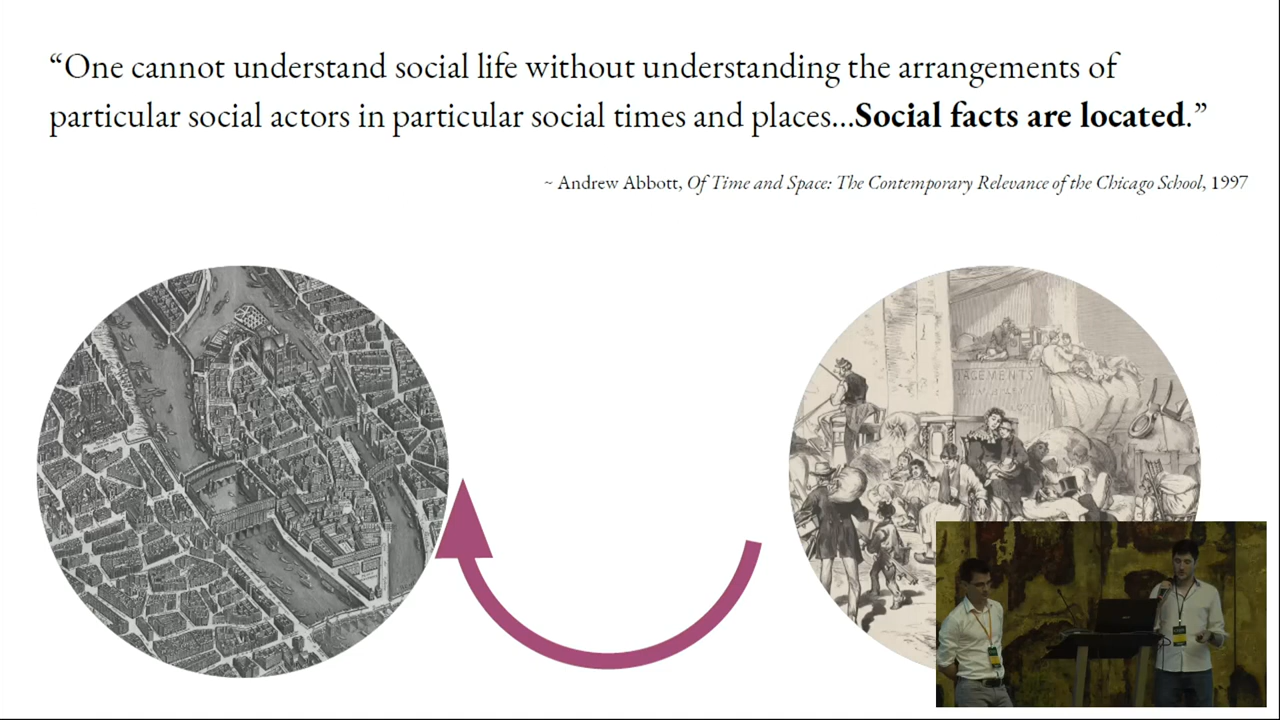 “One cannot understand social life without understanding the arrangements of
particular social actors in particular social times and places...Social facts are located.”
~ Andrew Abbott, Of Time and Space: The Contemporary Relevance of the Chicago School, 1997